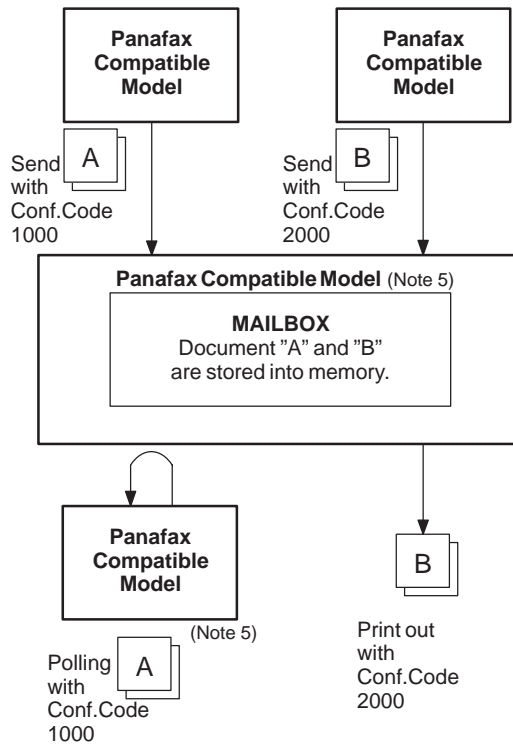 Panafax
Compatible
Model
Panafax
Compatible
Model
A
Send
with
Conf.Code
1000
B
Send
with
Conf.Code
2000
Panafax Compatible Model (Note 5)
MAILBOX
Document ”A” and ”B”
are stored into memory.
Panafax
Compatible
Model
(Note 5)
A
Polling
with
Conf.Code
1000
B
Print out
with
Conf.Code
2000